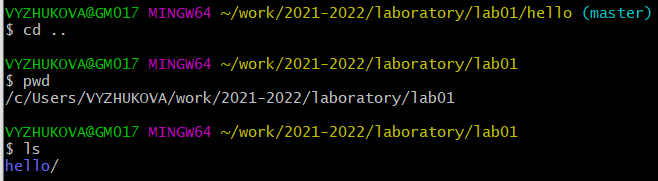 VYZHUKOVA@GM017 MINGW64 ~/work/2021-2022/laboratory/lab01/hello (master)
$ cd ..
VYZHUKOVA@GM017 MINGW64 ~/work/2021-2022/laboratory/lab01
$ pwd
/c/Users/VYZHUKOVA/work/2021-2022/laboratory/lab01
VYZHUKOVA@GM017 MINGW64 ~/work/2021-2022/laboratory/lab01
$ ls
hello/